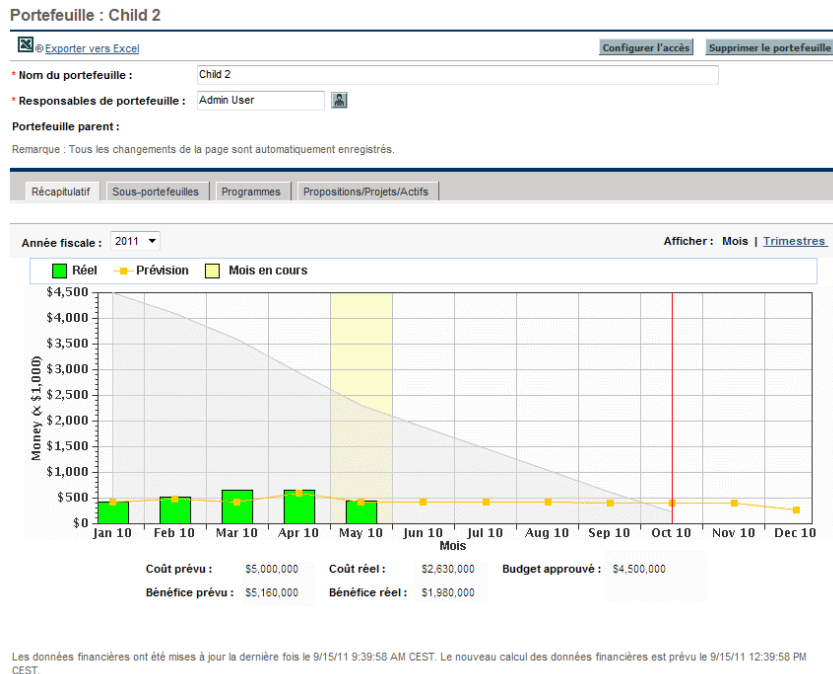 Portefeuille : Child 2
® Exporter vers Excel
Configurer l'accès
Supprimer le portefeuille
* Nom du portefeuille : Child 2
* Responsables de portefeuille : Admin User
Portefeuille parent :
Remarque : Tous les changements de la page sont automatiquement enregistrés.
Récapitulatif
Sous-portefeuilles
Programmes
Propositions/Projets/Actifs
Année fiscale : 2011
Afficher : Mois | Trimestres
Réel
Prévision
Mois en cours
$4,500
$4,000
$3,500
$3,000
$2,500
$2,000
$1,500
$1,000
$500
$0
Money (x $1,000)
Jan 10 Feb 10 Mar 10 Apr 10 May 10 Jun 10 Jul 10 Aug 10 Sep 10 Oct 10 Nov 10 Dec 10
Mois
Coût prévu : $5,000,000 Coût réel : $2,630,000 Budget approuvé : $4,500,000
Bénéfice prévu : $5,160,000 Bénéfice réel : $1,980,000
Les données financières ont été mises à jour la dernière fois le 9/15/11 9:39:58 AM CEST. Le nouveau calcul des données financières est prévu le 9/15/11 12:39:58 PM
CEST.